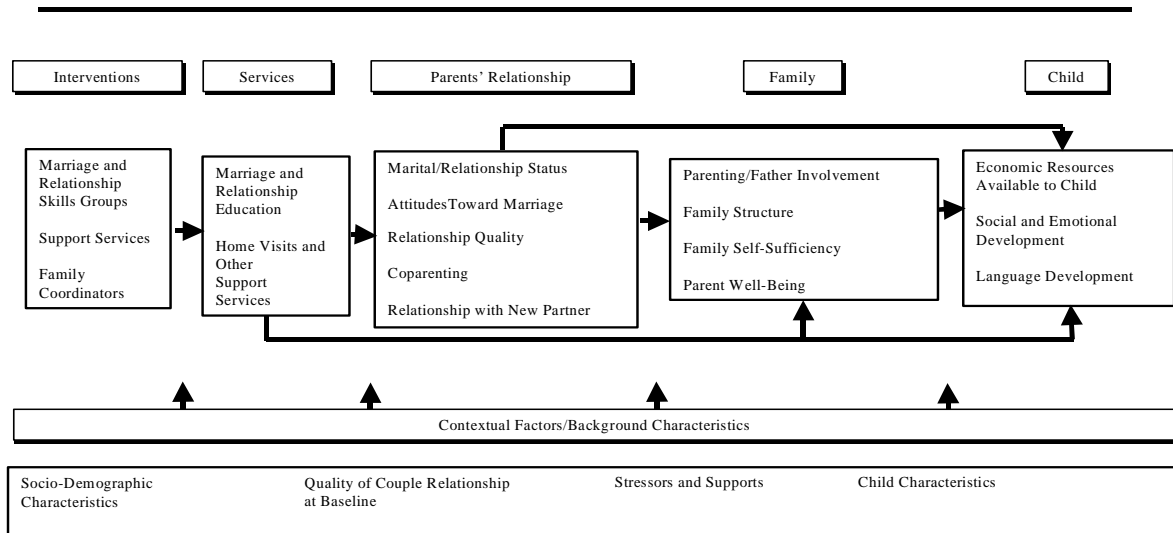 Interventions
Services
Parents' Relationship
Family
Child
Marriage and
Relationship
Skills Groups
Support Services
Family
Coordinators
Marriage and
Relationship
Education
Home Visits and
Other
Support
Services
Marital/Relationship Status
AttitudesToward Marriage
Relationship Quality
Coparenting
Relationship with New Partner
Parenting/Father Involvement
Family Structure
Family Self-Sufficiency
Parent Well-Being
Economic Resources
Available to Child
Social and Emotional
Development
Language Development
Contextual Factors/Background Characteristics
Socio-Demographic
Characteristics
Quality of Couple Relationship
at Baseline
Stressors and Supports
Child Characteristics